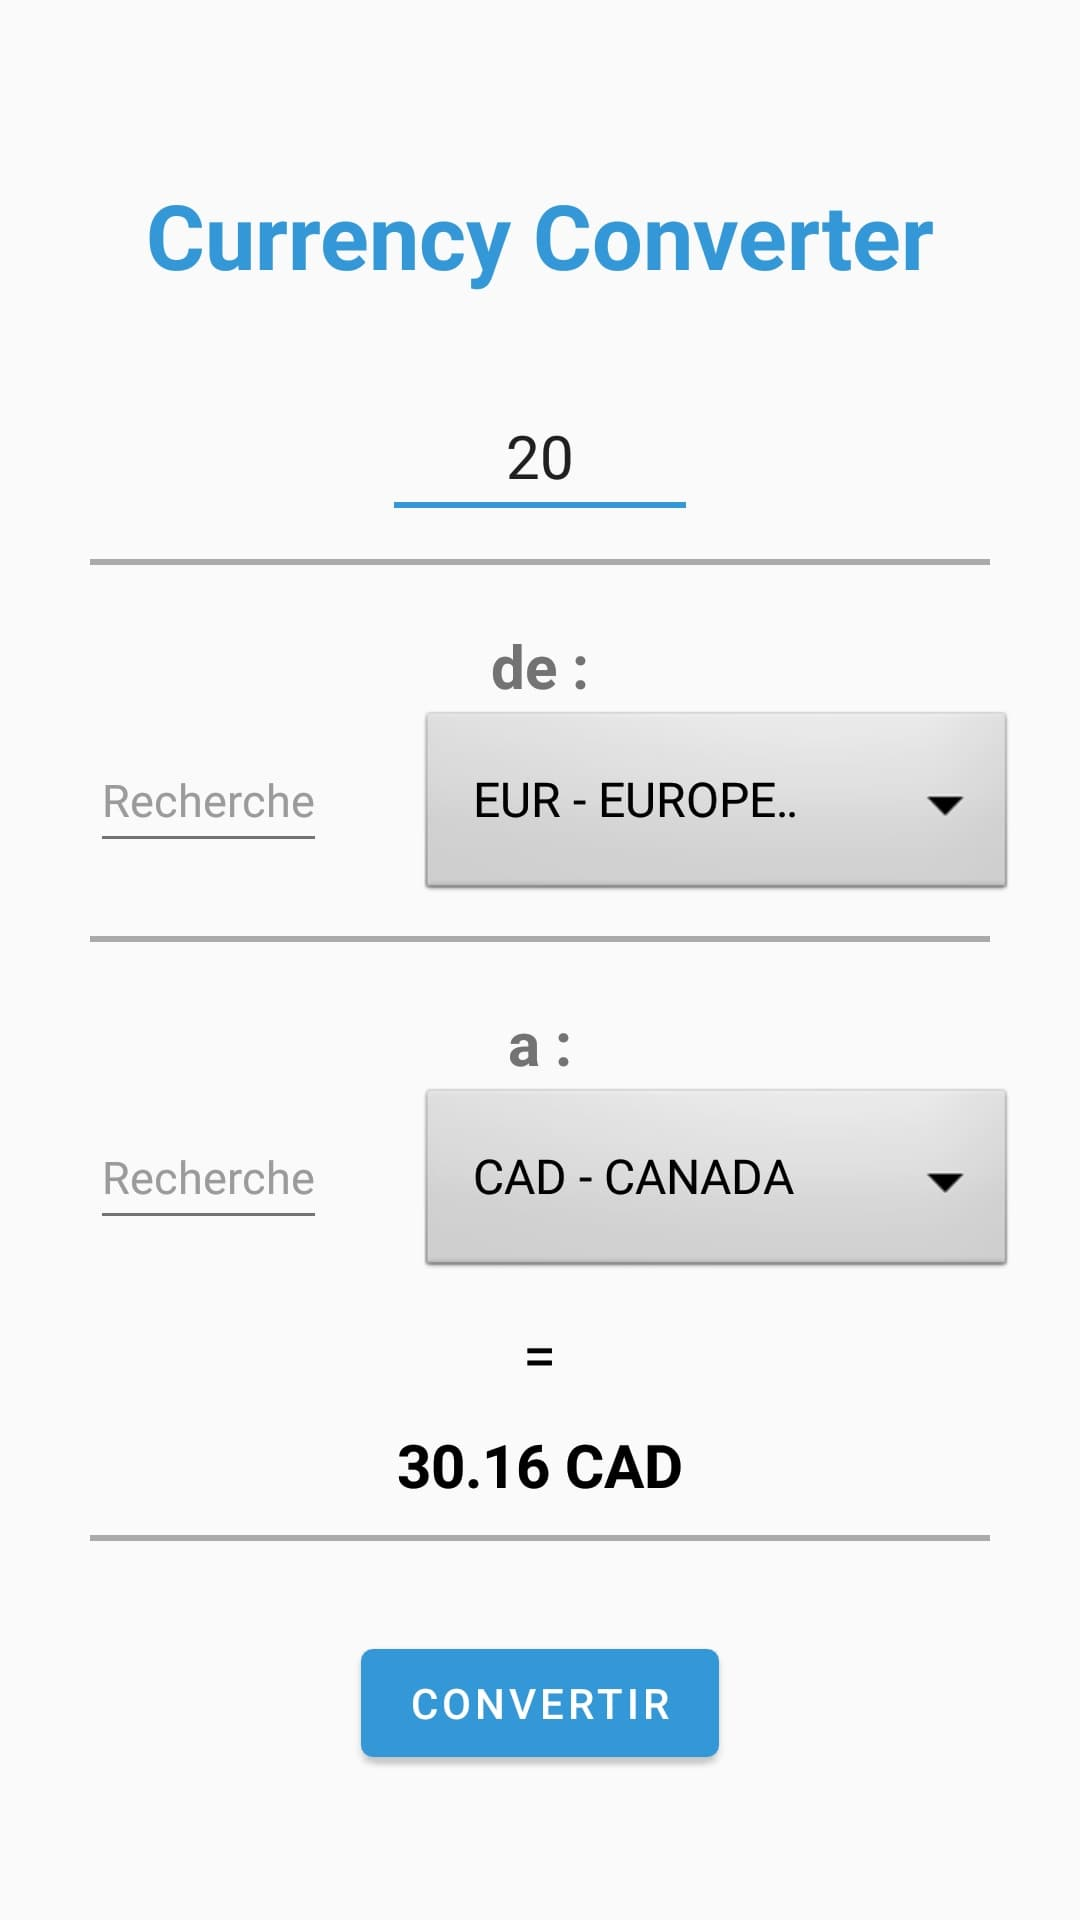 Currency Converter
20
de :
Recherche
EUR - EUROPE..
a :
Recherche
CAD - CANADA
=
30.16 CAD
CONVERTIR